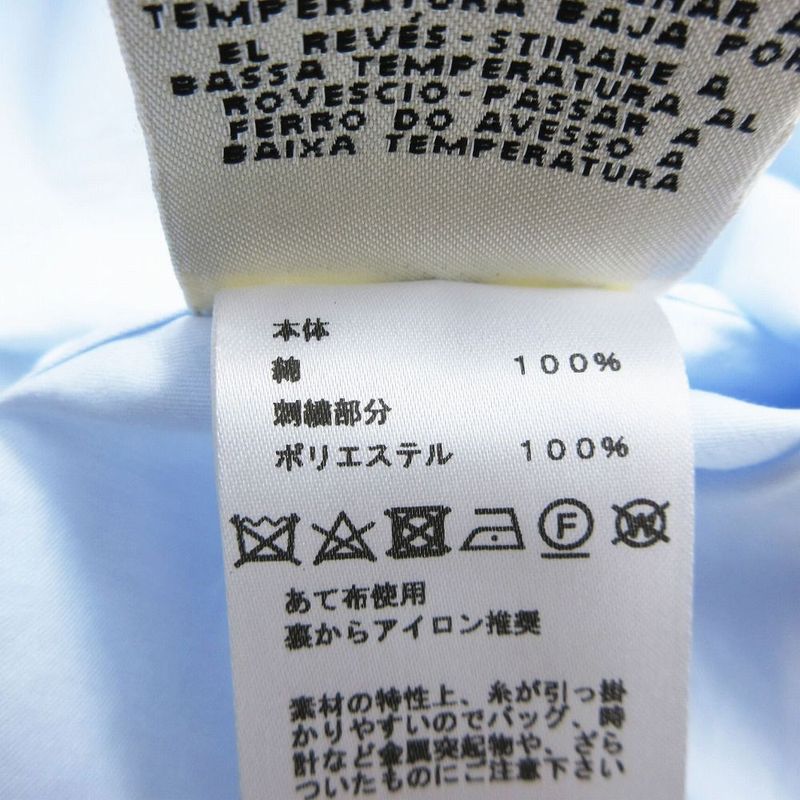 TEMPERATURA BAJA POR
EL REVÉS-STIRARE A
BASSA TEMPERATURA AL
ROVESCIO-PASSAR A
FERRO DO AVESSO A
BAIXA TEMPERATURA
本体
綿 100%
刺繍部分
ポリエステル 100%
F W
あて布使用
裏からアイロン推奨
素材の特性上、糸が引っ掛
かりやすいのでバッグ、時
計など金属突起物や、ざら
ついたものにご注意下さい